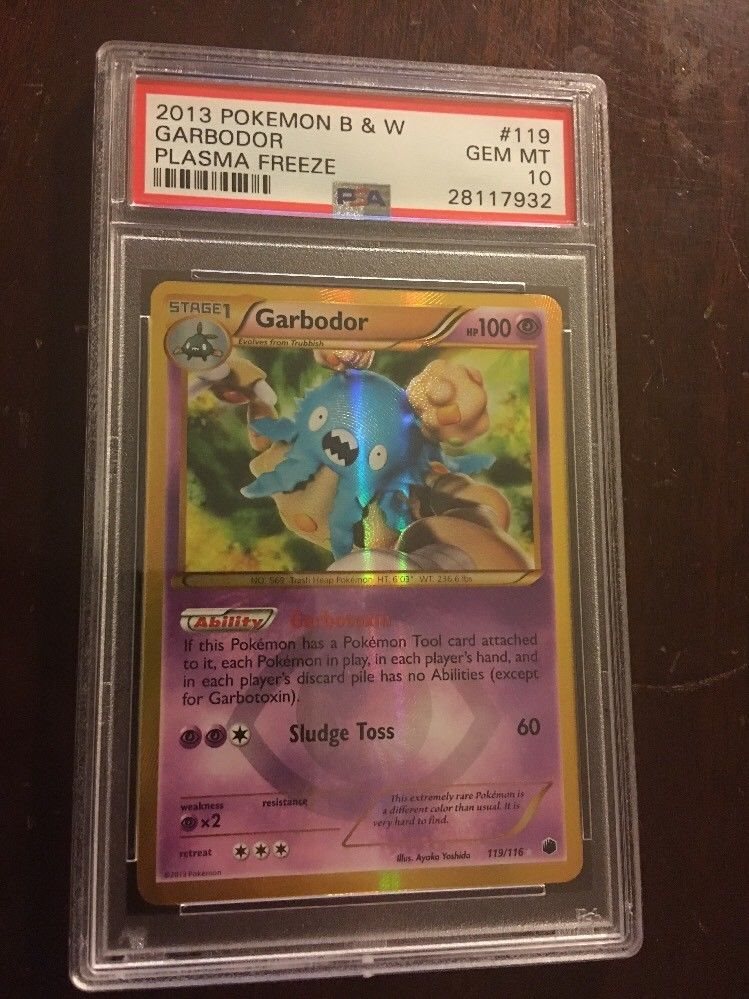 2013 POKEMON B & W #119
GARBODOR GEM MT
PLASMA FREEZE 10
PSA 28117932
STAGE1 Garbodor HP100
Evolves from Trubbish
NO. 569 Trash Heap Pokémon HT: 6'03" WT: 236.6 lbs
Ability Garbotoxin
If this Pokémon has a Pokémon Tool card attached
to it, each Pokémon in play, in each player's hand, and
in each player's discard pile has no Abilities (except
for Garbotoxin).
Sludge Toss 60
weakness resistance
×2
This extremely rare Pokémon is
a different color than usual. It is
very hard to find.
retreat
Illus. Ayaka Yoshida 119/116
©2013 Pokémon